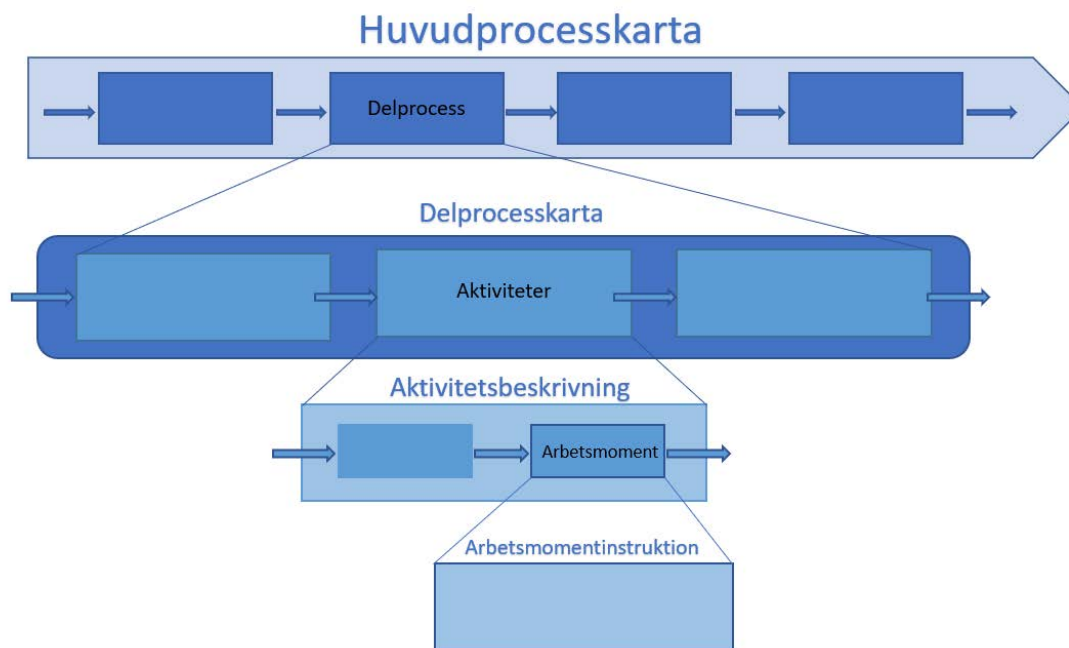 Huvudprocesskarta
Delprocess
Delprocesskarta
Aktiviteter
Aktivitetsbeskrivning
Arbetsmoment
Arbetsmomentinstruktion